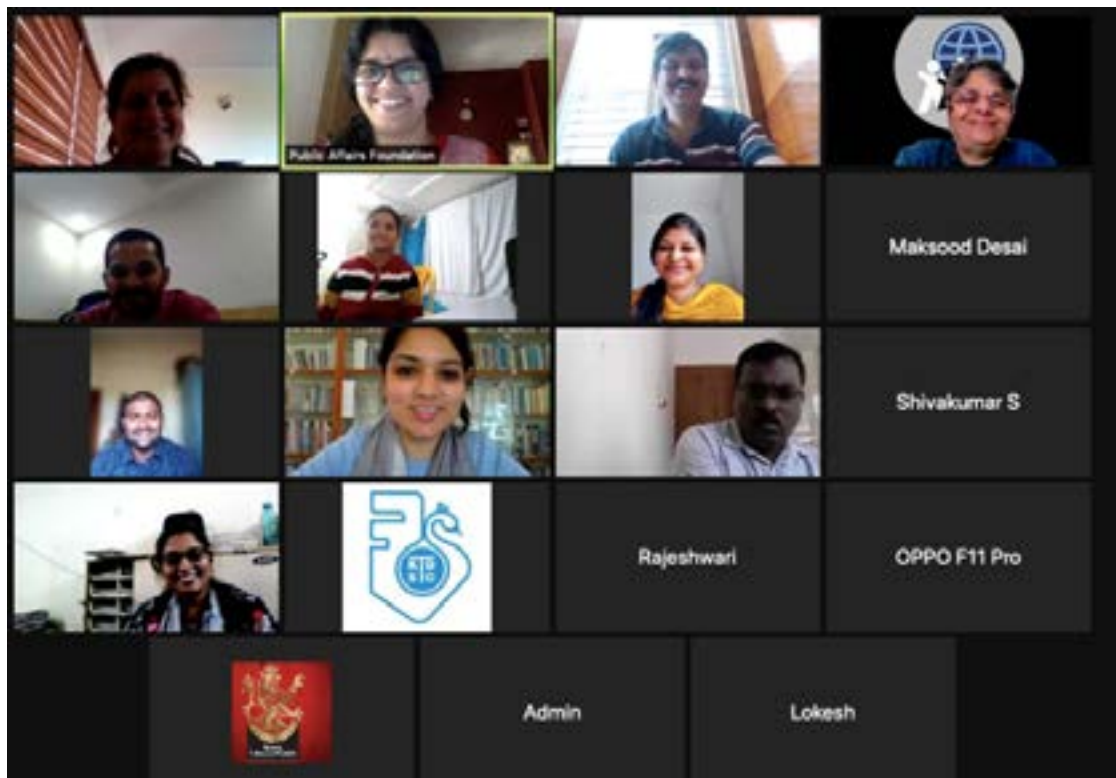 Public Affairs Foundation
Maksood Desai
Shivakumar S
Rajeshwari
OPPO F11 Pro
Admin
Lokesh